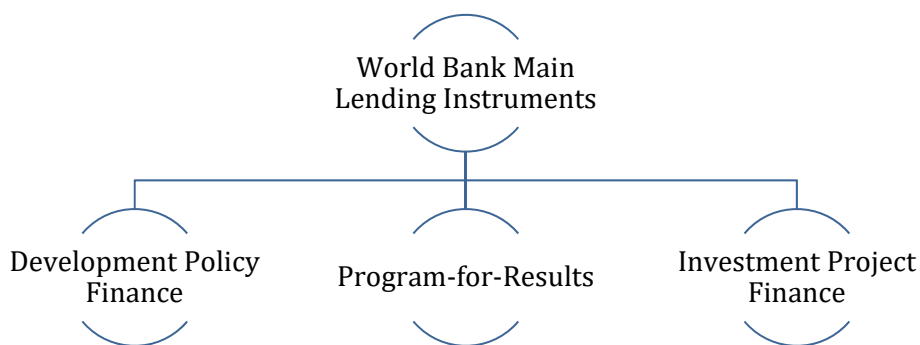 World Bank Main
Lending Instruments
Development Policy
Finance
Program-for-Results
Investment Project
Finance